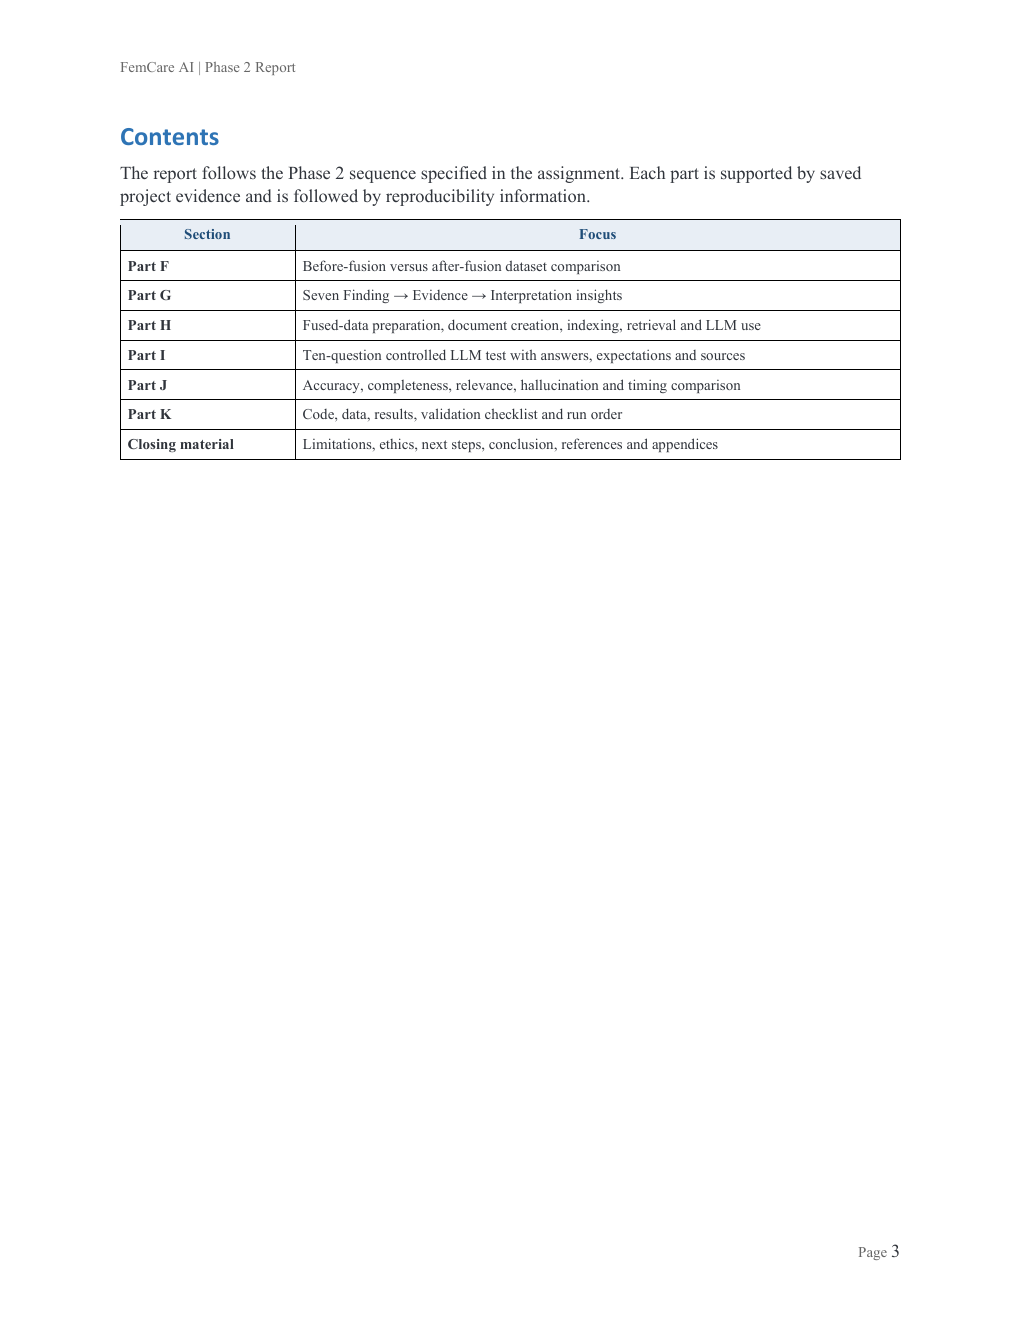 FemCare AI | Phase 2 Report
Contents
The report follows the Phase 2 sequence specified in the assignment. Each part is supported by saved
project evidence and is followed by reproducibility information.
Section Focus
Part F Before-fusion versus after-fusion dataset comparison
Part G Seven Finding → Evidence → Interpretation insights
Part H Fused-data preparation, document creation, indexing, retrieval and LLM use
Part I Ten-question controlled LLM test with answers, expectations and sources
Part J Accuracy, completeness, relevance, hallucination and timing comparison
Part K Code, data, results, validation checklist and run order
Closing material Limitations, ethics, next steps, conclusion, references and appendices
Page 3